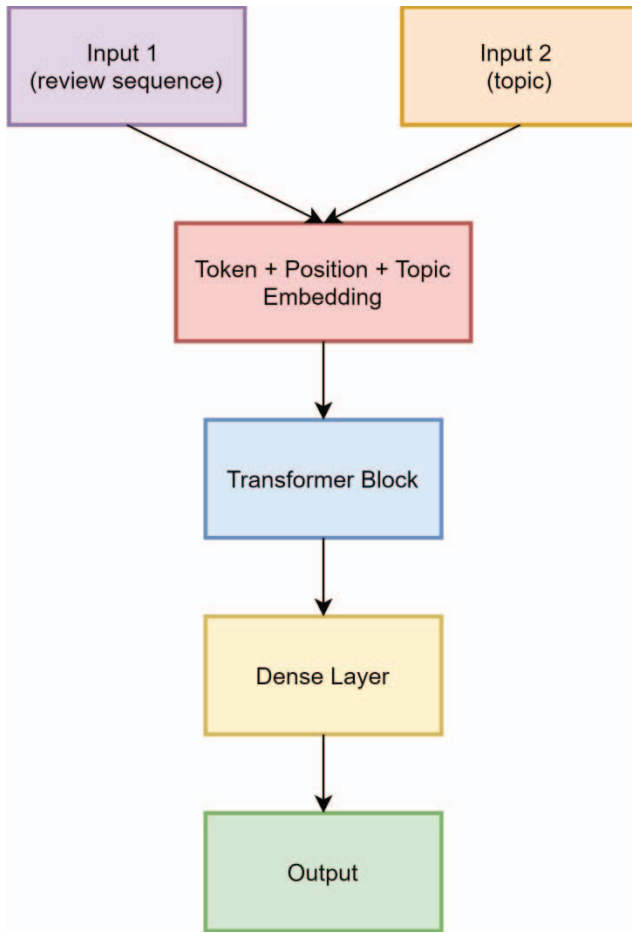 Input 1
(review sequence)
Input 2
(topic)
Token + Position + Topic
Embedding
Transformer Block
Dense Layer
Output